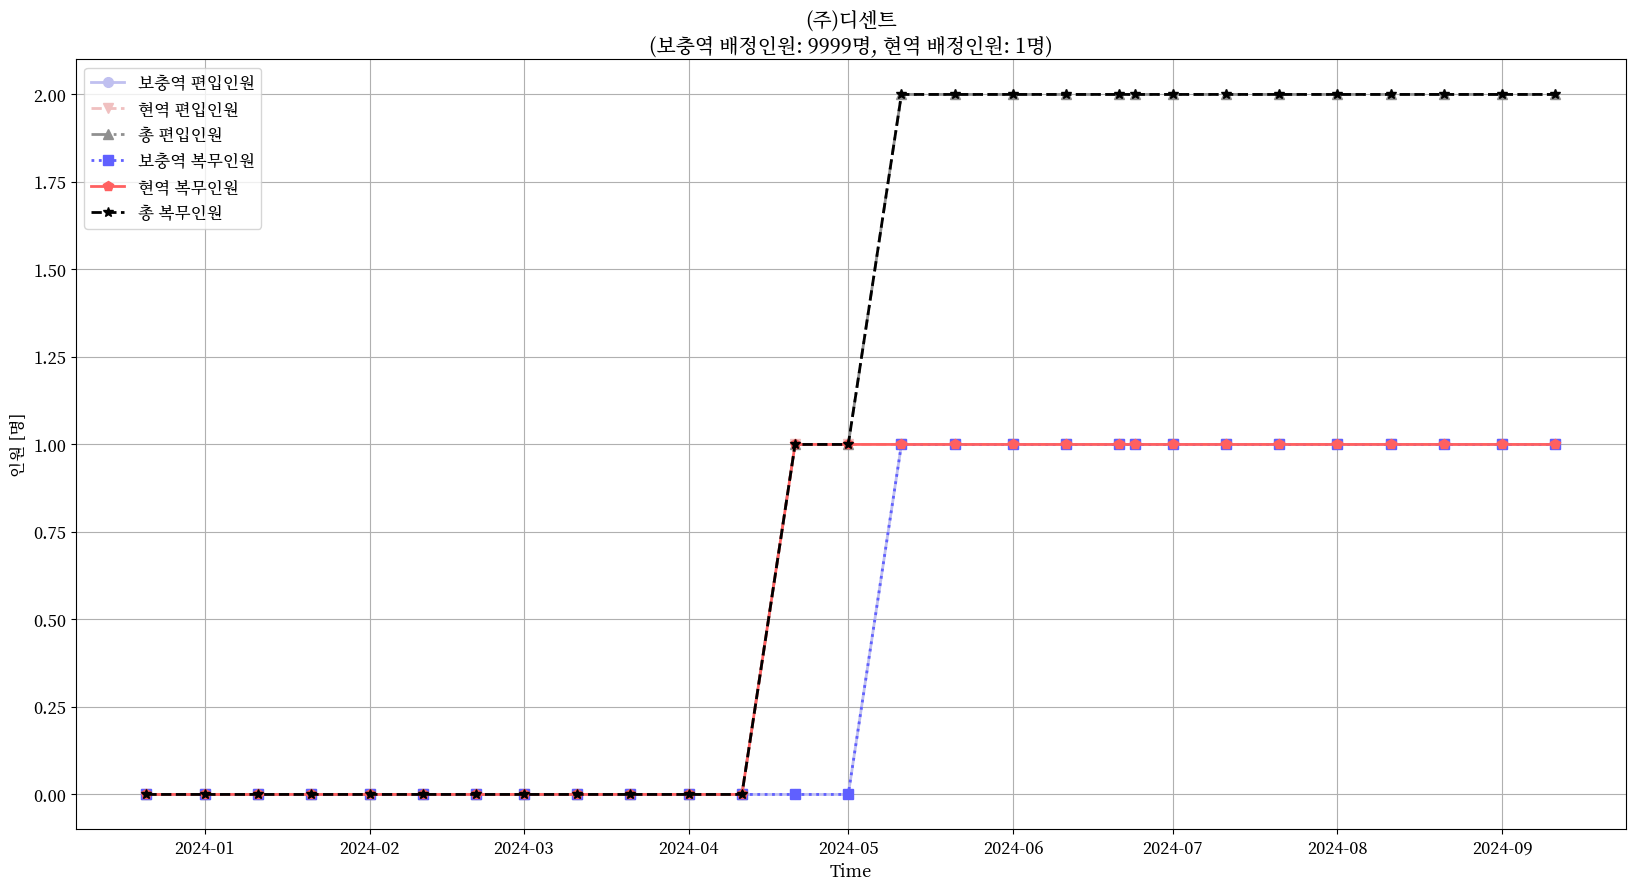 (주)디센트
(보충역 배정인원: 9999명, 현역 배정인원: 1명)
보충역 편입인원
현역 편입인원
총 편입인원
보충역 복무인원
현역 복무인원
총 복무인원
인원 [명]
2.00
1.75
1.50
1.25
1.00
0.75
0.50
0.25
0.00
2024-01 2024-02 2024-03 2024-04 2024-05 2024-06 2024-07 2024-08 2024-09
Time